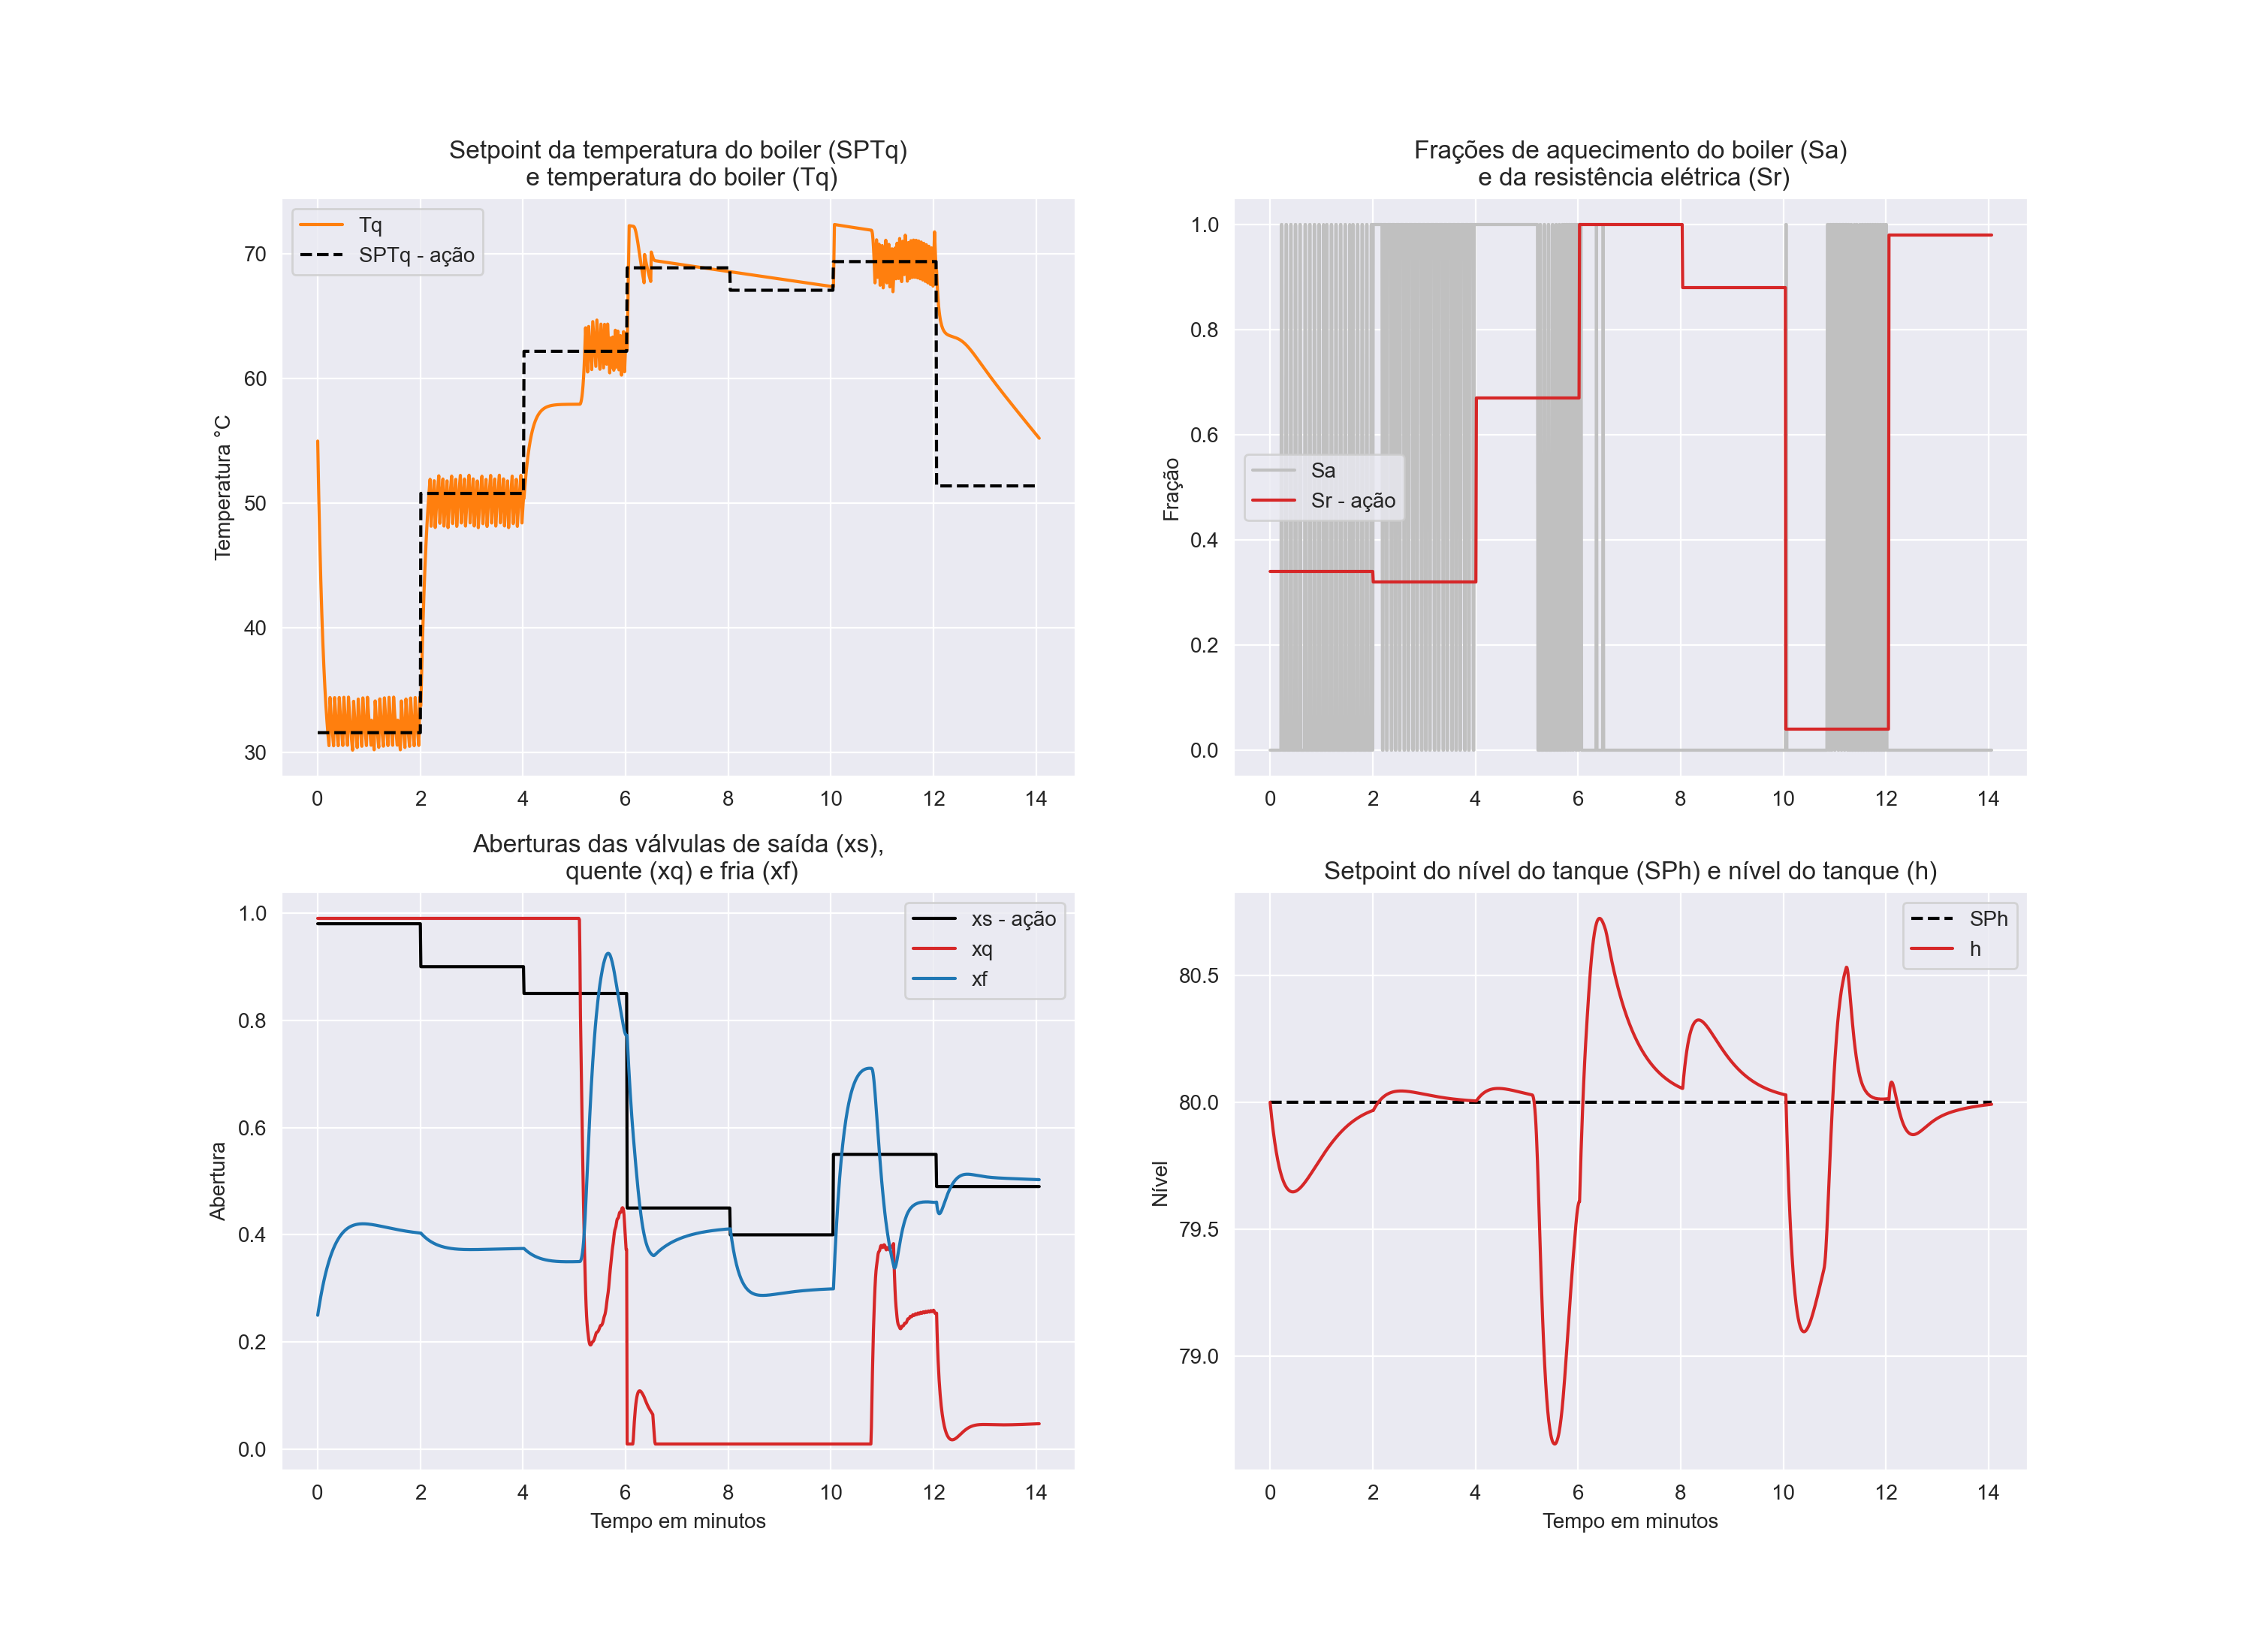 Setpoint da temperatura do boiler (SPTq)
e temperatura do boiler (Tq)
Tq
SPTq - ação
Temperatura °C
70
60
50
40
30
0 2 4 6 8 10 12 14
Frações de aquecimento do boiler (Sa)
e da resistência elétrica (Sr)
Sa
Sr - ação
Fração
1.0
0.8
0.6
0.4
0.2
0.0
0 2 4 6 8 10 12 14
Aberturas das válvulas de saída (xs),
quente (xq) e fria (xf)
xs - ação
xq
xf
Abertura
1.0
0.8
0.6
0.4
0.2
0.0
0 2 4 6 8 10 12 14
Tempo em minutos
Setpoint do nível do tanque (SPh) e nível do tanque (h)
SPh
h
Nível
80.5
80.0
79.5
79.0
0 2 4 6 8 10 12 14
Tempo em minutos